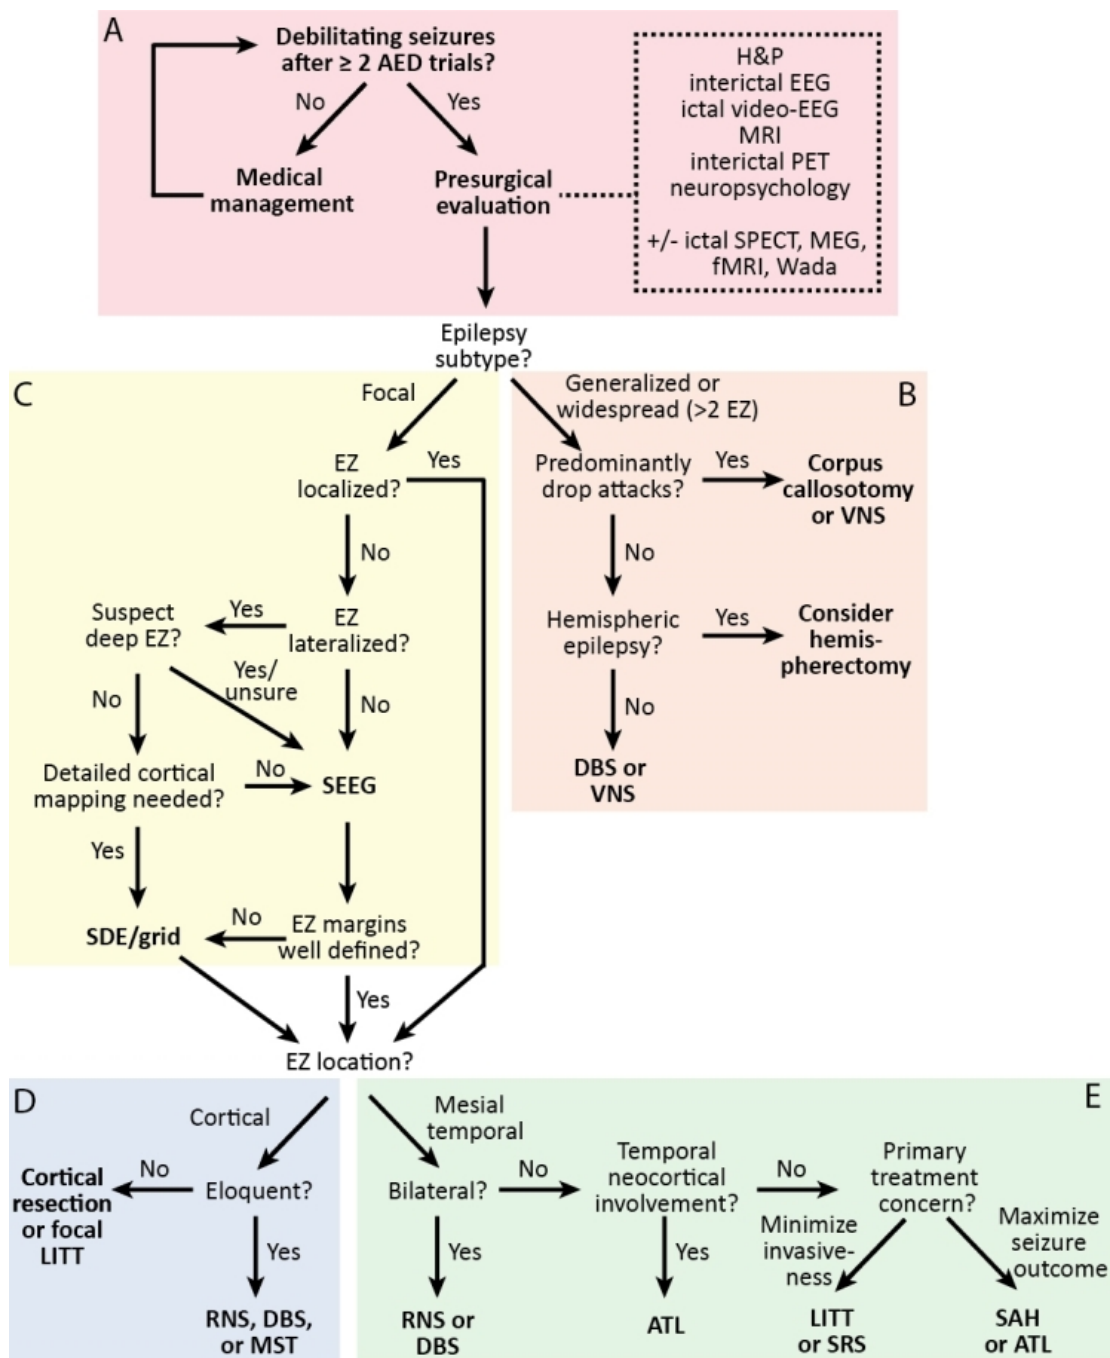 A
Debilitating seizures
after ≥ 2 AED trials?
No
Yes
Medical
management
Presurgical
evaluation
H&P
interictal EEG
ictal video-EEG
MRI
interictal PET
neuropsychology
+/- ictal SPECT, MEG,
fMRI, Wada
Epilepsy
subtype?
C
Focal
EZ
localized?
Yes
No
EZ
lateralized?
Yes
Suspect
deep EZ?
Yes/
unsure
No
No
Detailed cortical
mapping needed?
No
SEEG
Yes
SDE/grid
No
EZ margins
well defined?
Yes
B
Generalized or
widespread (>2 EZ)
Predominantly
drop attacks?
Yes
Corpus
callosotomy
or VNS
No
Hemispheric
epilepsy?
Yes
Consider
hemis-
pherectomy
No
DBS or
VNS
EZ location?
D
Cortical
Eloquent?
No
Cortical
resection
or focal
LITT
Yes
RNS, DBS,
or MST
E
Mesial
temporal
Bilateral?
No
Yes
RNS or
DBS
Temporal
neocortical
involvement?
No
Yes
ATL
Primary
treatment
concern?
Minimize
invasive-
ness
LITT
or SRS
Maximize
seizure
outcome
SAH
or ATL